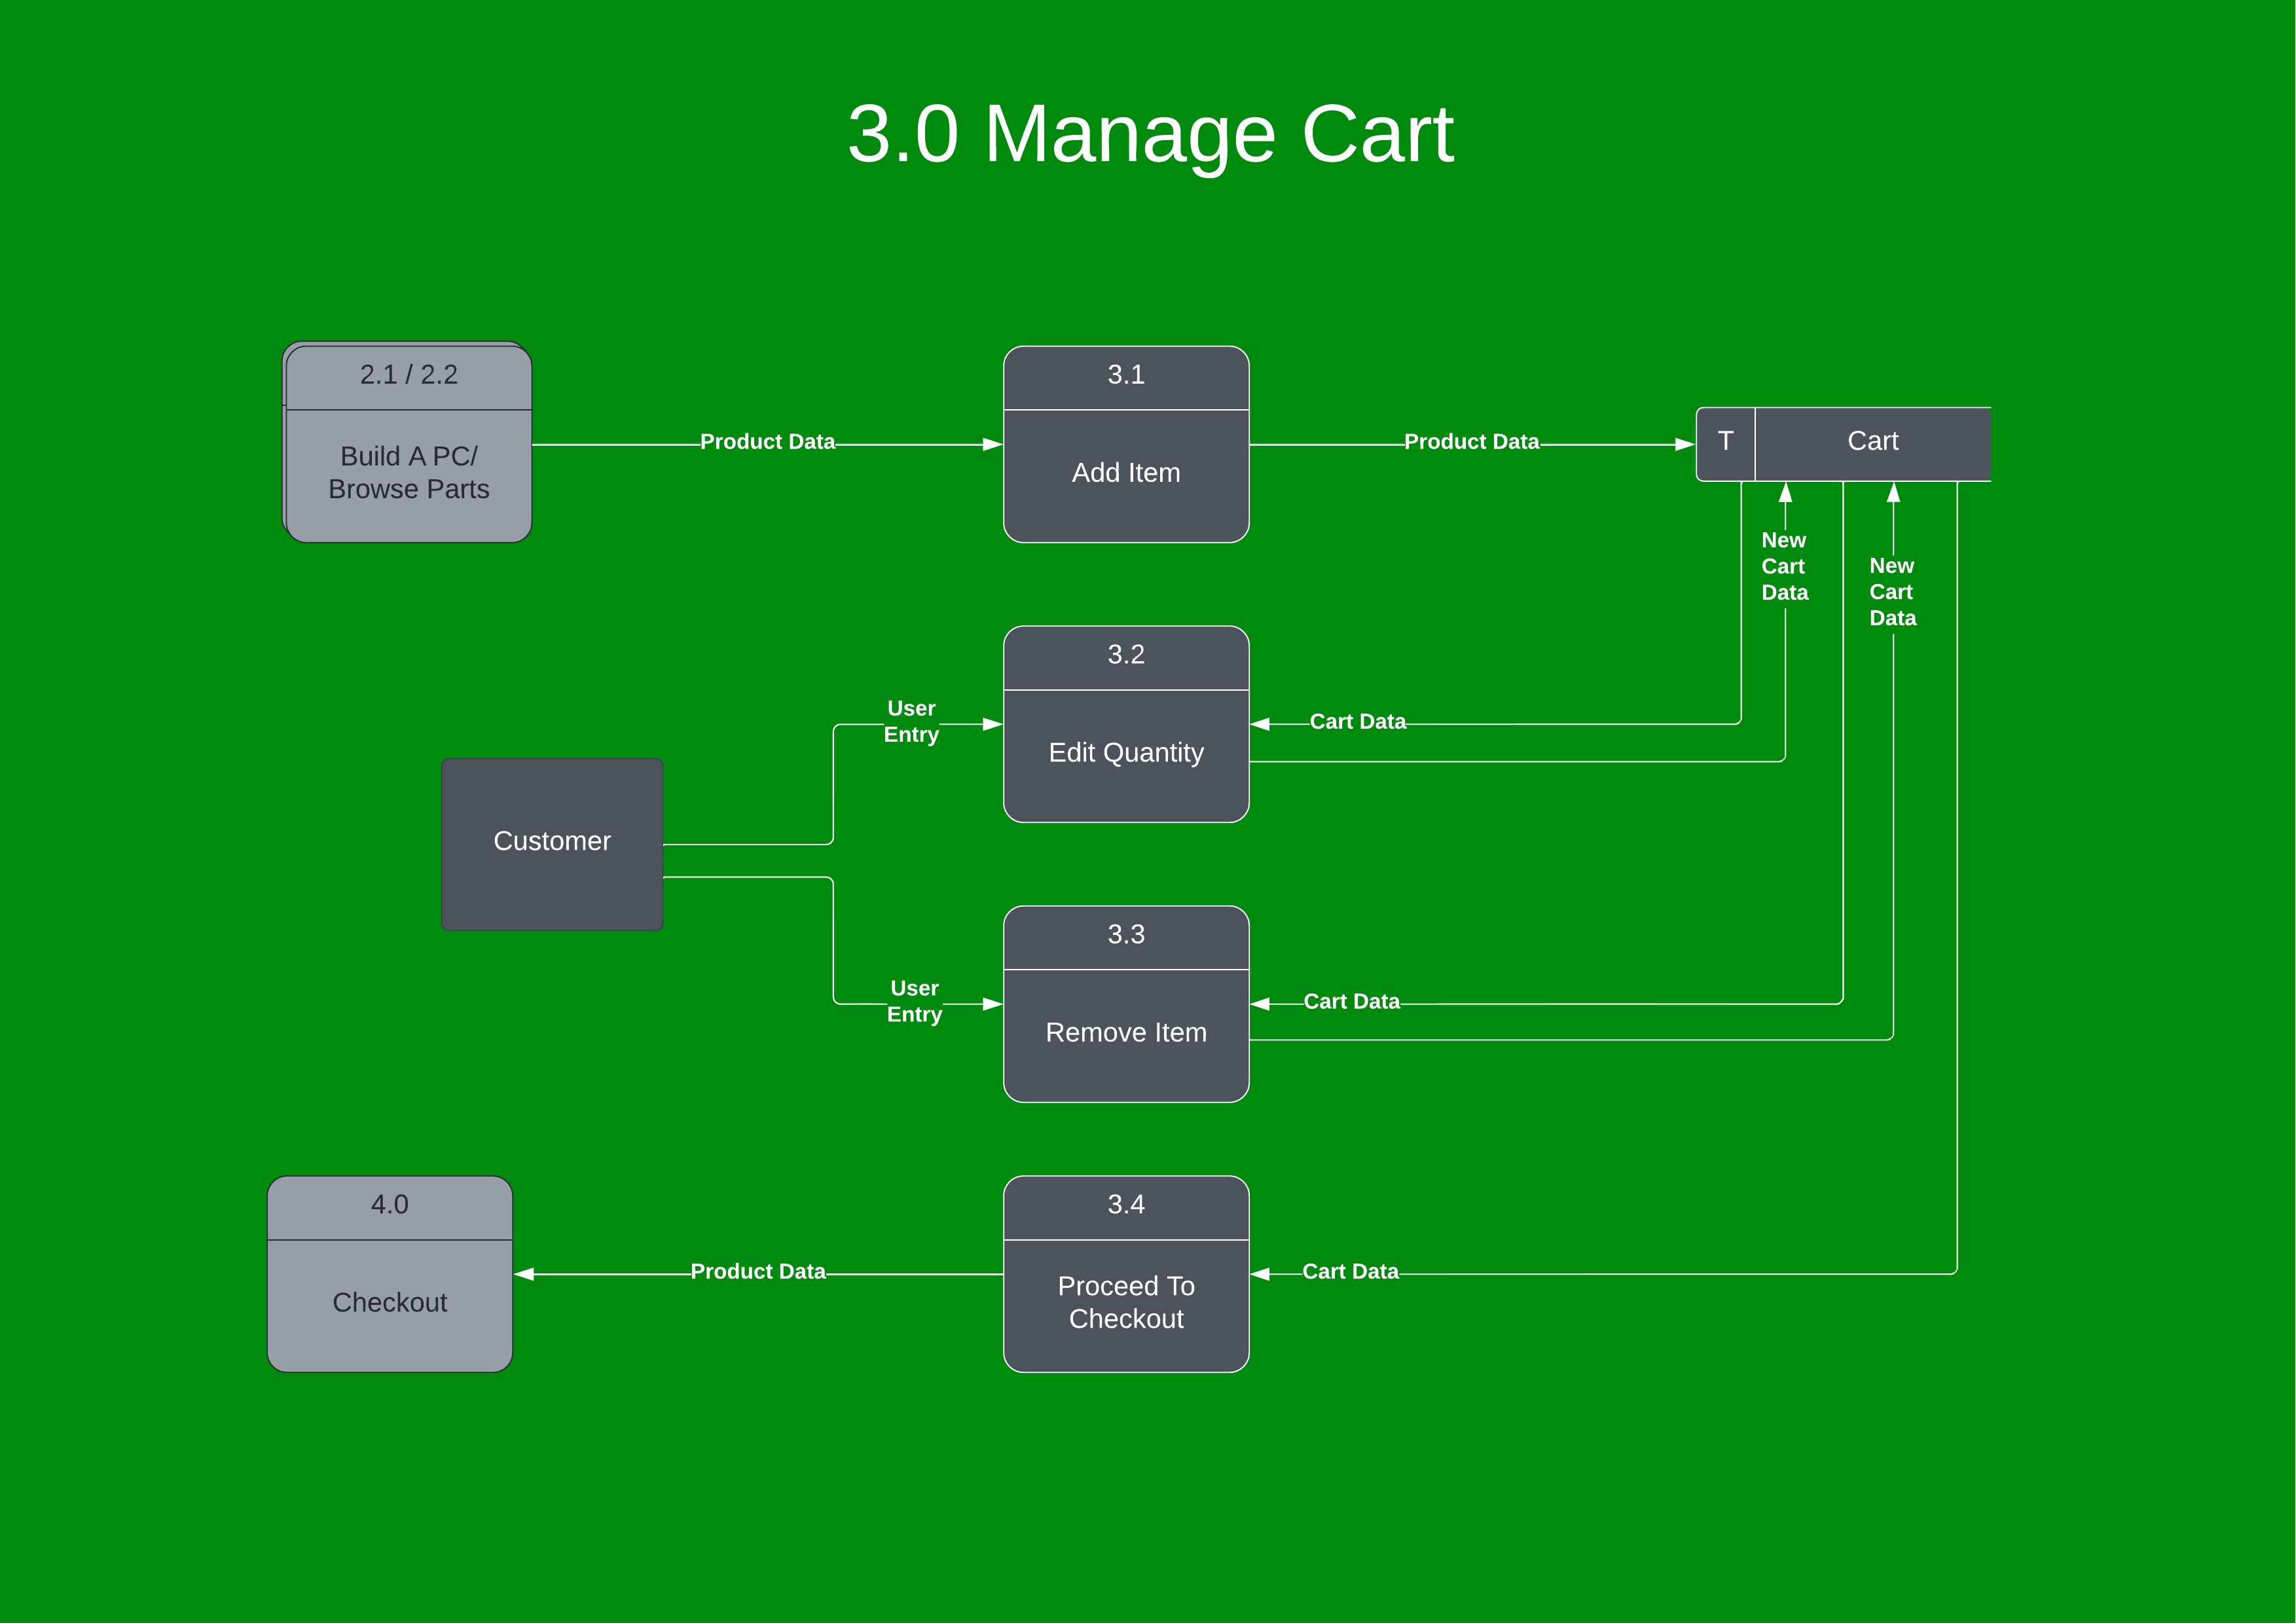 3.0 Manage Cart
2.1 / 2.2
Build A PC/
Browse Parts
Product Data
3.1
Add Item
Product Data
T
Cart
New
Cart
Data
New
Cart
Data
3.2
Edit Quantity
User
Entry
Cart Data
Customer
3.3
Remove Item
User
Entry
Cart Data
4.0
Checkout
Product Data
3.4
Proceed To
Checkout
Cart Data